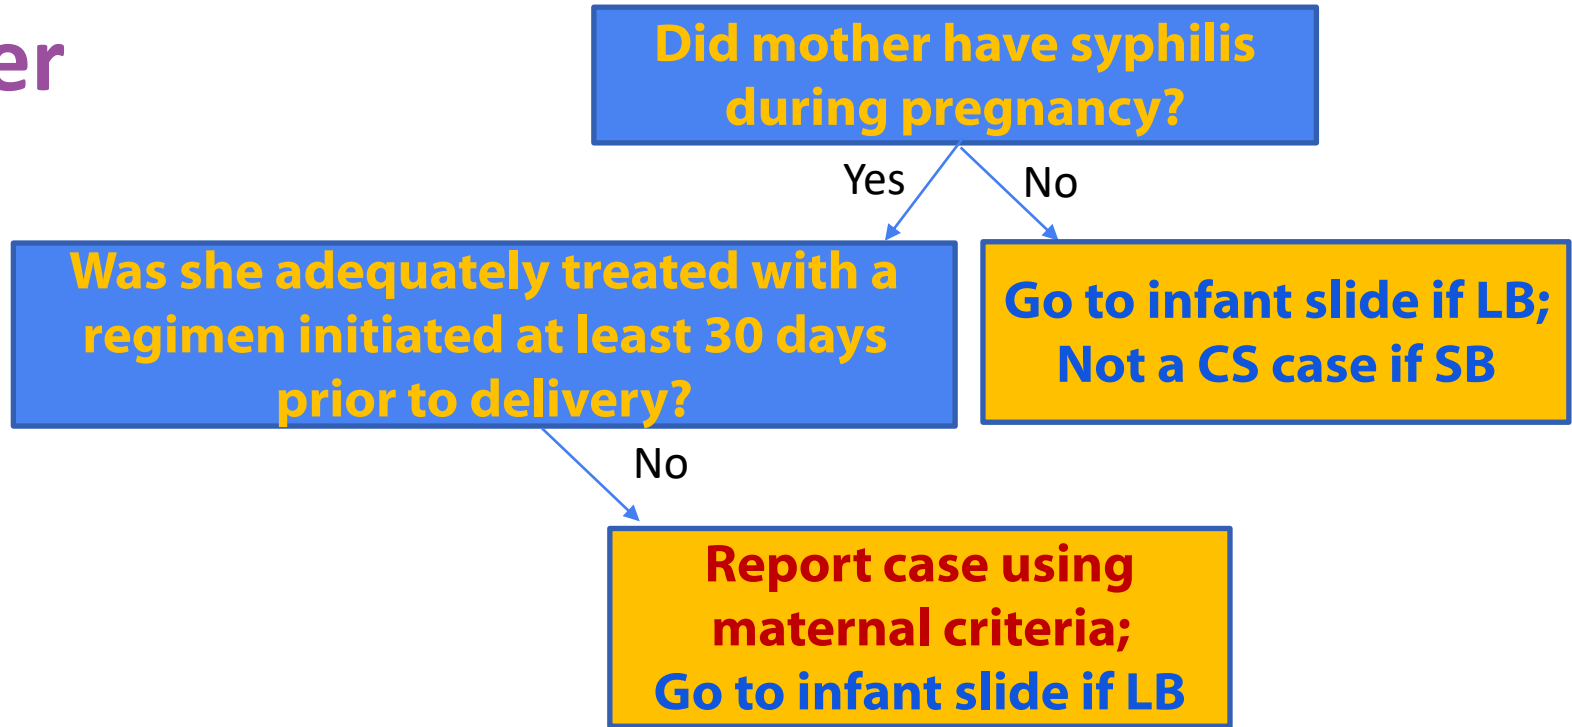 er
Did mother have syphilis
during pregnancy?
Yes
No
Was she adequately treated with a
regimen initiated at least 30 days
prior to delivery?
Go to infant slide if LB;
Not a CS case if SB
No
Report case using
maternal criteria;
Go to infant slide if LB